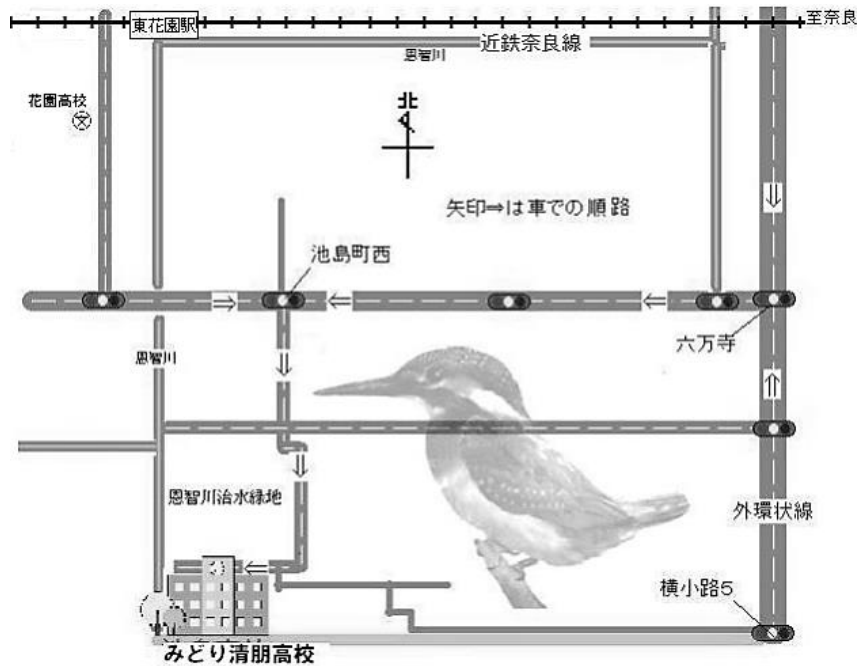 東花園駅
至奈良
近鉄奈良線
恩智川
花園高校
北
矢印⇒は車での順路
池島町西
六万寺
恩智川
恩智川治水緑地
外環状線
横小路5
みどり清朋高校